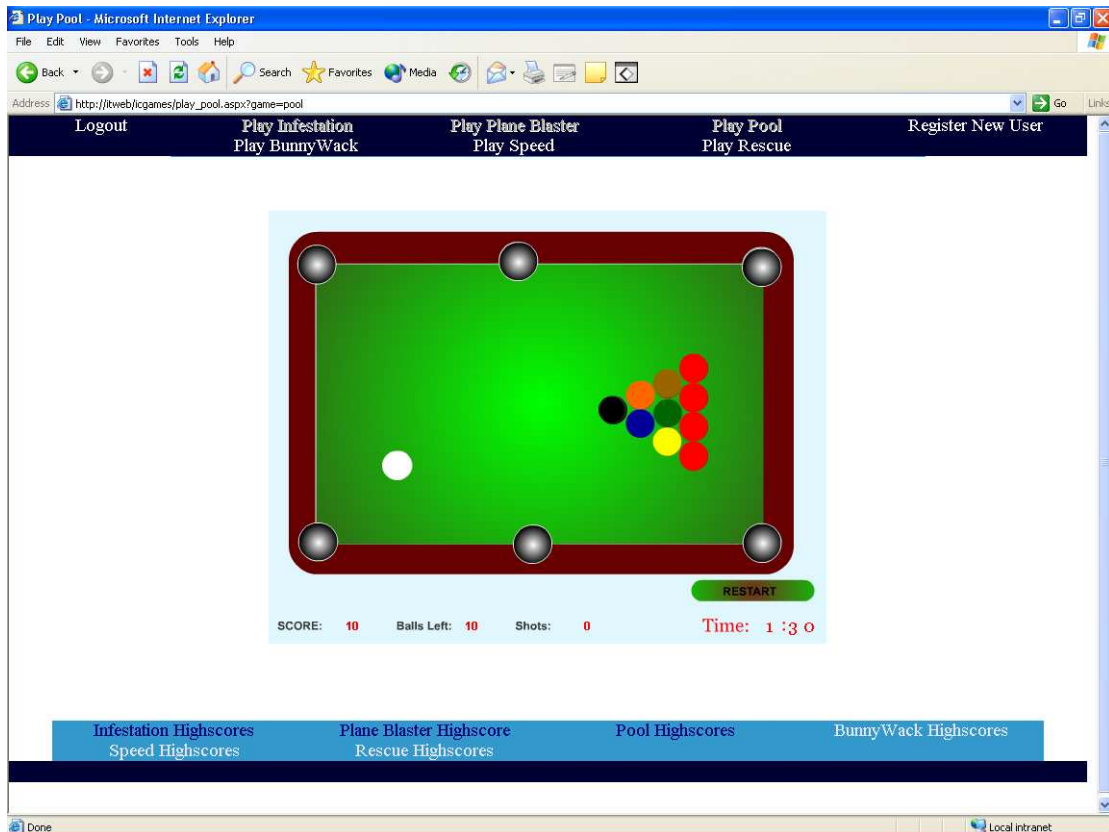 Play Pool - Microsoft Internet Explorer
File Edit View Favorites Tools Help
Back Search Favorites Media
Address http://itweb/icgames/play_pool.aspx?game=pool Go Links
Logout Play Infestation Play Plane Blaster Play Pool Register New User
Play BunnyWack Play Speed Play Rescue
RESTART
SCORE: 10 Balls Left: 10 Shots: 0 Time: 1 :3 0
Infestation Highscores Plane Blaster Highscore Pool Highscores BunnyWack Highscores
Speed Highscores Rescue Highscores
Done Local intranet